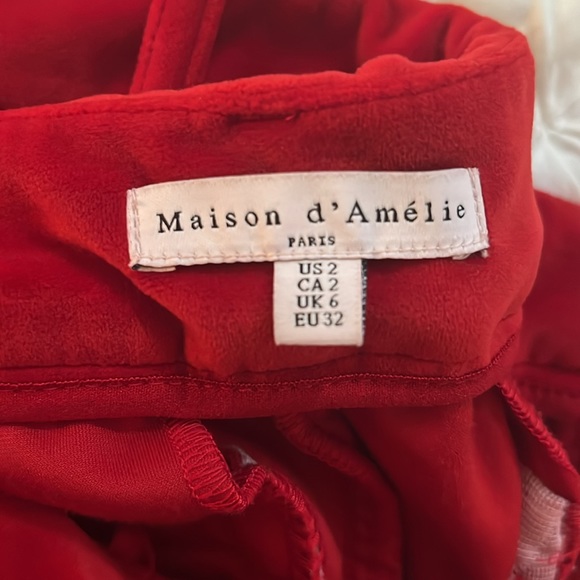 Maison d'Amélie
PARIS
US 2
CA 2
UK 6
EU 32